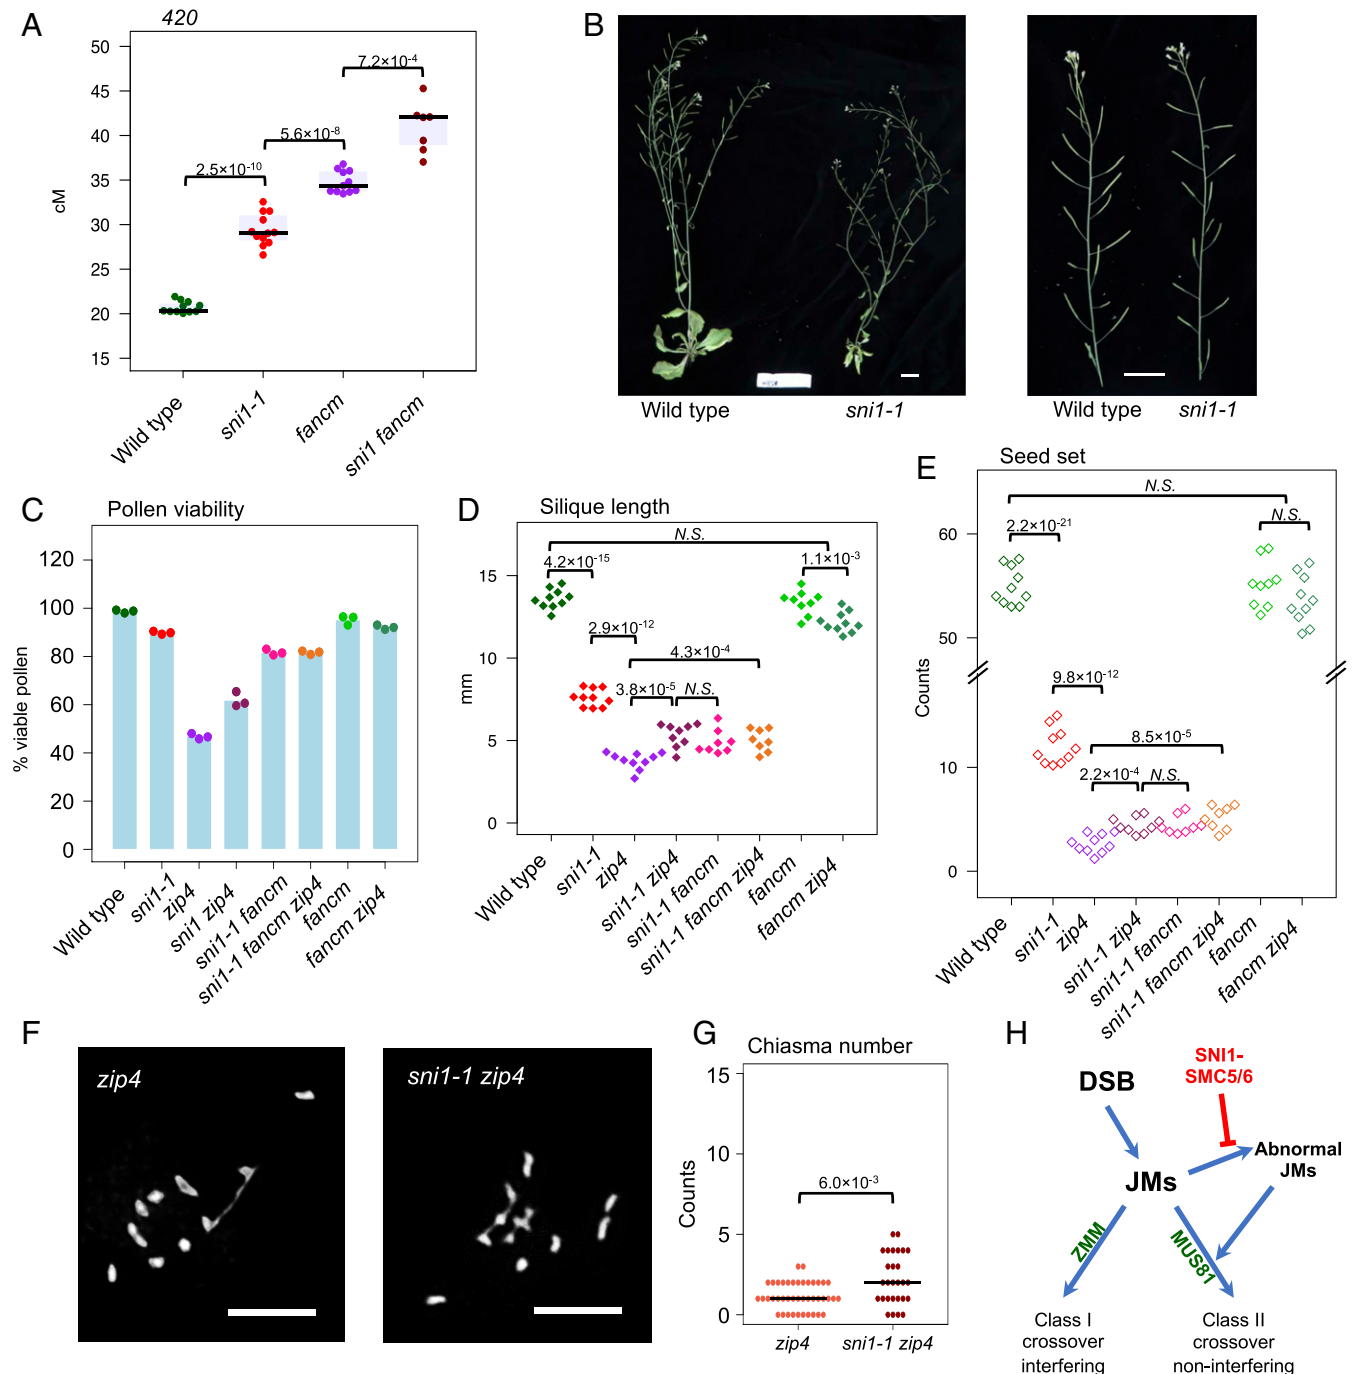 A
420
50
45
40
35
30
25
20
15
cM
7.2×10-4
5.6×10-8
2.5×10-10
Wild type
sni1-1
fancm
sni1 fancm
B
Wild type
sni1-1
Wild type
sni1-1
C
Pollen viability
120
100
80
60
40
20
0
% viable pollen
Wild type
sni1-1
zip4
sni1 zip4
sni1-1 fancm
sni1-1 fancm zip4
fancm
fancm zip4
D
Silique length
15
10
5
0
mm
N.S.
4.2×10-15
1.1×10-3
2.9×10-12
4.3×10-4
3.8×10-5
N.S.
Wild type
sni1-1
zip4
sni1-1 zip4
sni1-1 fancm
sni1-1 fancm zip4
fancm
fancm zip4
E
Seed set
60
50
10
0
Counts
N.S.
2.2×10-21
N.S.
9.8×10-12
8.5×10-5
2.2×10-4
N.S.
Wild type
sni1-1
zip4
sni1-1 zip4
sni1-1 fancm
sni1-1 fancm zip4
fancm
fancm zip4
F
zip4
sni1-1 zip4
G
Chiasma number
15
10
5
0
Counts
6.0×10-3
zip4
sni1-1 zip4
H
SNI1-
SMC5/6
DSB
Abnormal
JMs
JMs
ZMM
MUS81
Class I
crossover
interfering
Class II
crossover
non-interfering